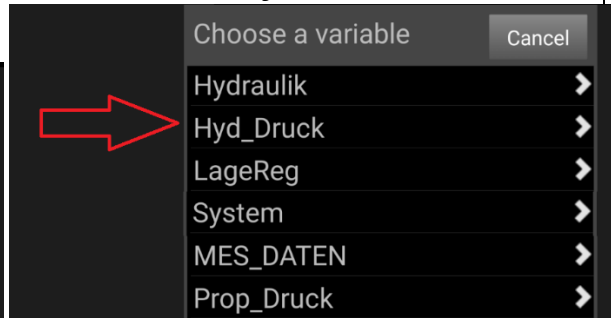 Choose a variable
Cancel
Hydraulik
Hyd_Druck
LageReg
System
MES_DATEN
Prop_Druck